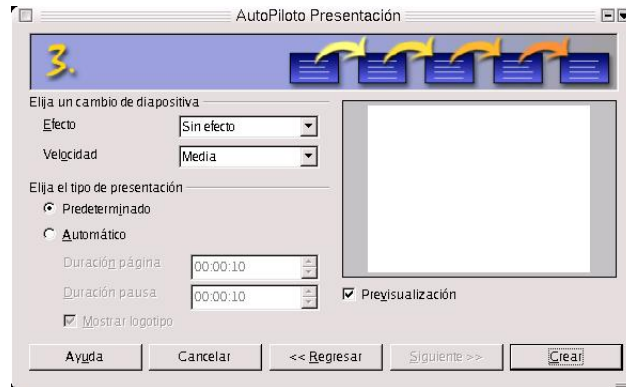 AutoPiloto Presentación
3.
Elija un cambio de diapositiva
Efecto Sin efecto
Velocidad Media
Elija el tipo de presentación
Predeterminado
Automático
Duración página 00:00:10
Duración pausa 00:00:10
Previsualización
Mostrar logotipo
Ayuda Cancelar << Regresar Siguiente >> Crear